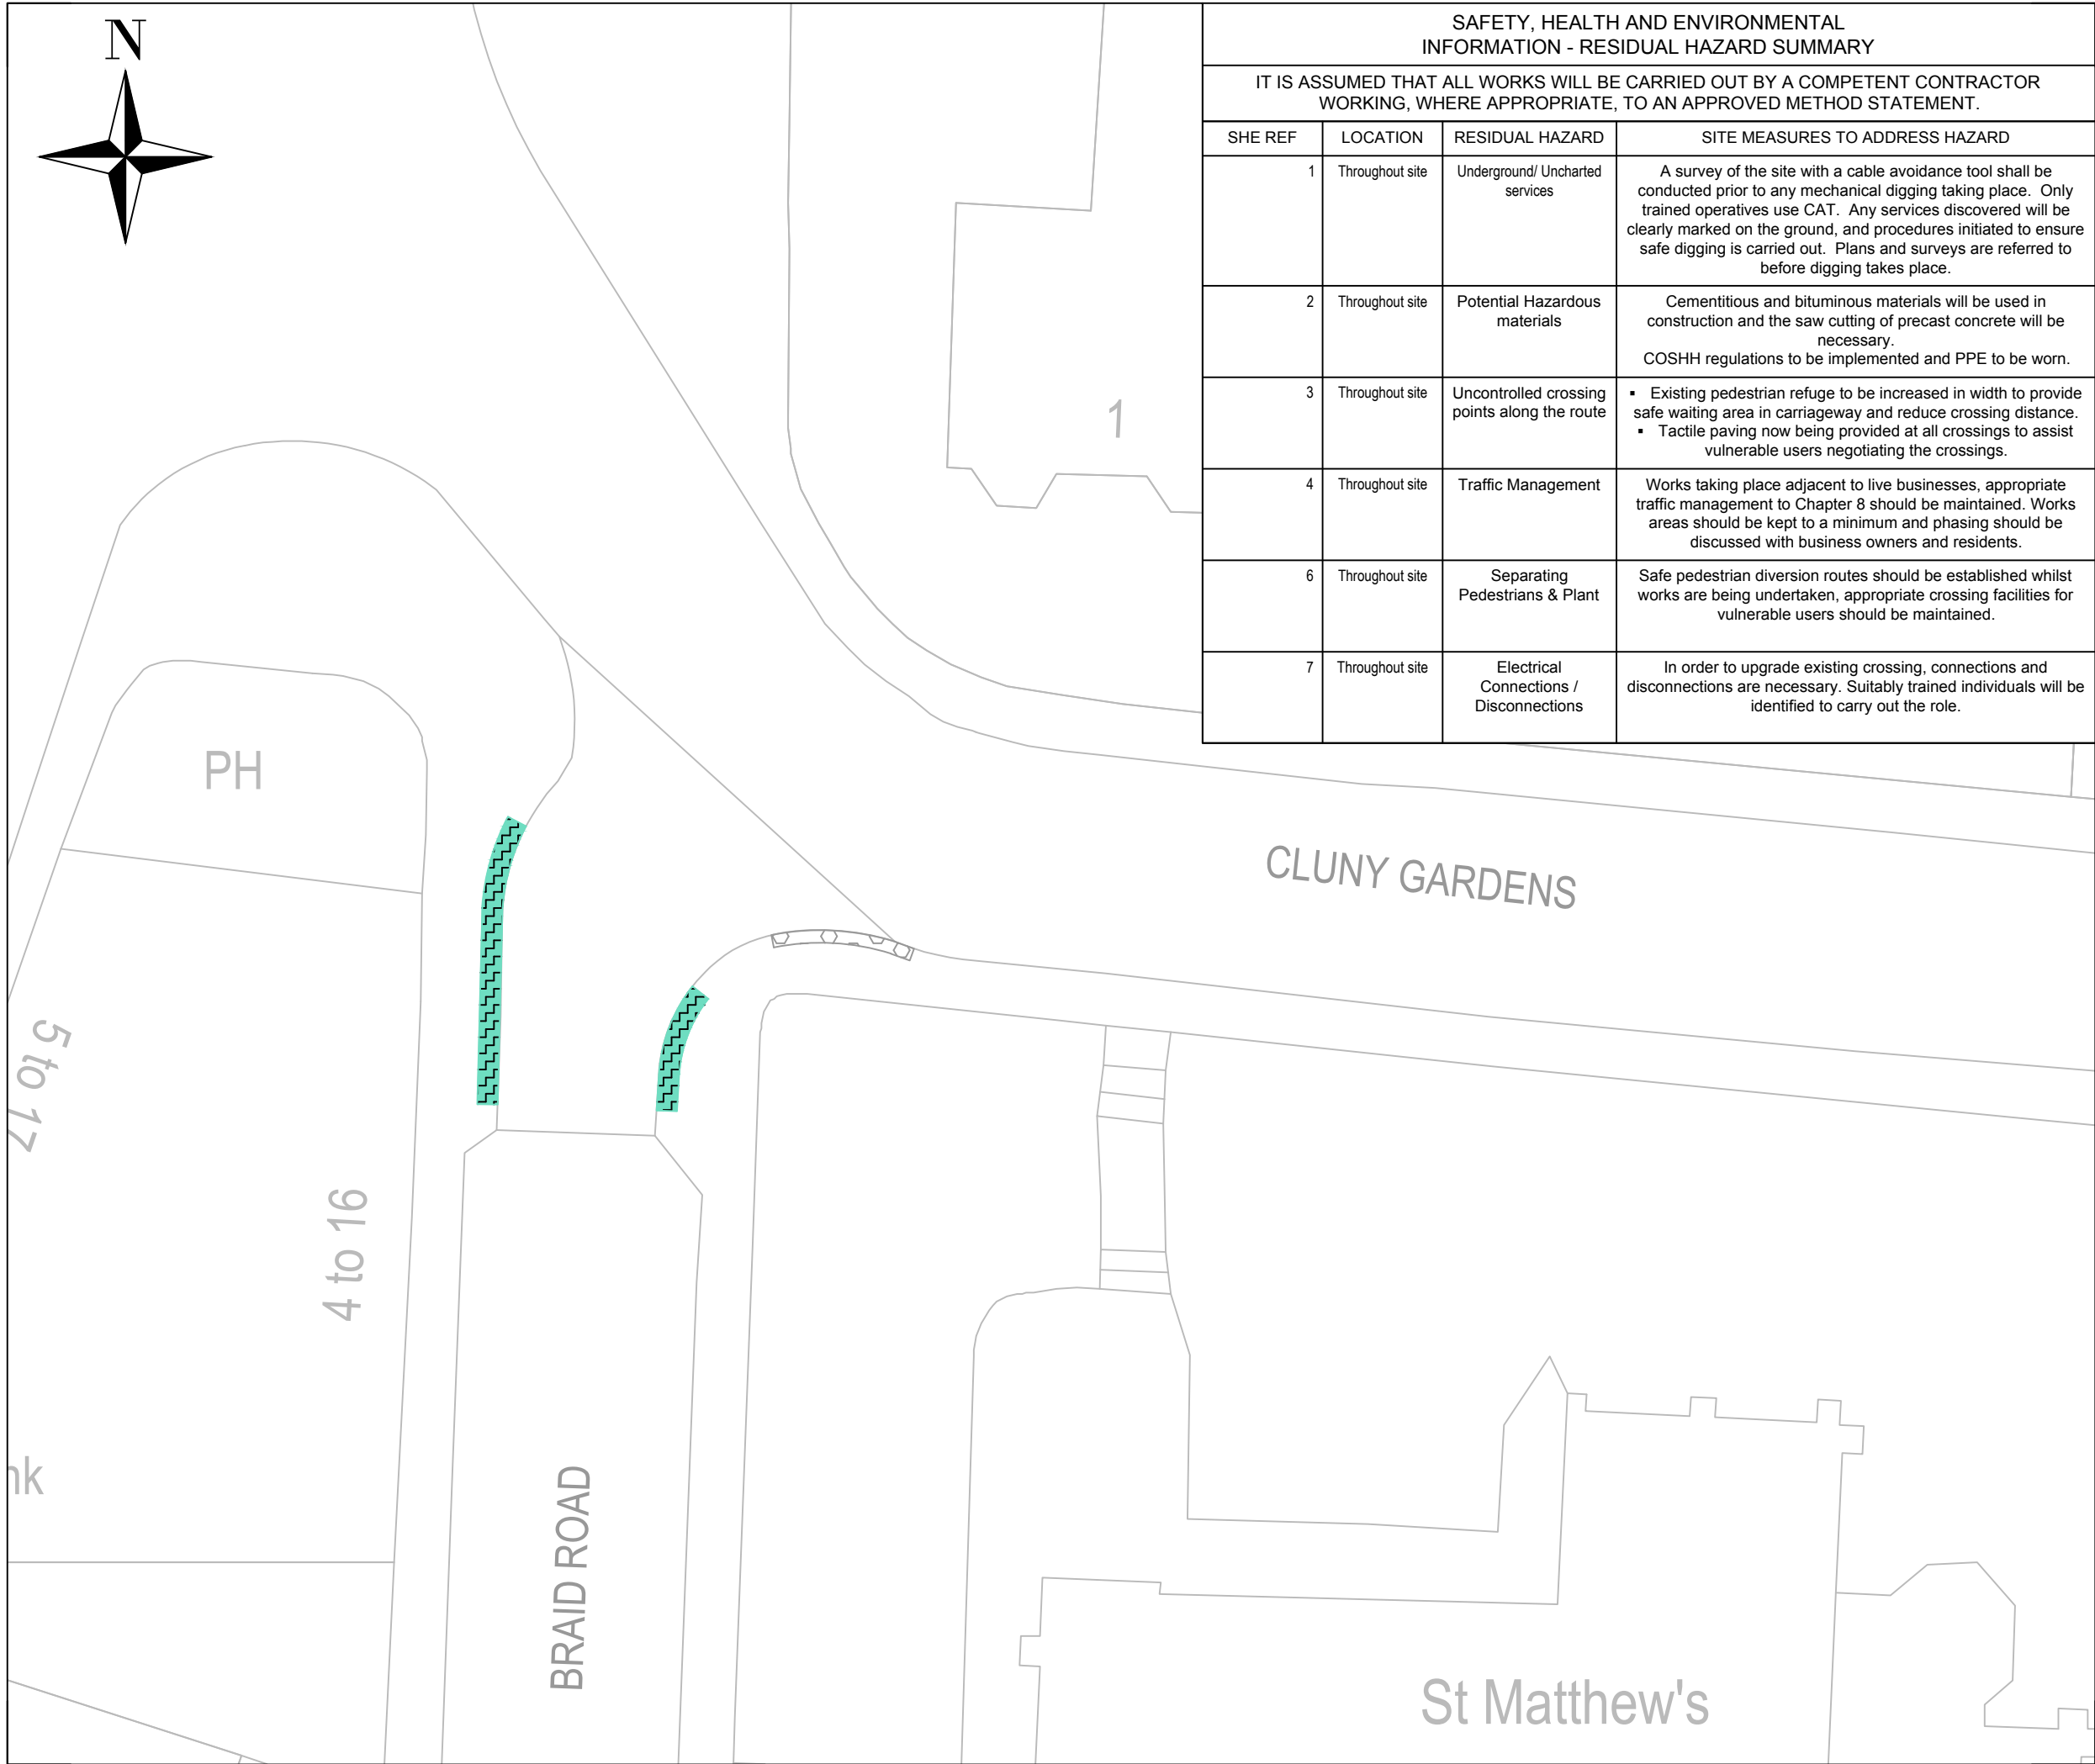 N
SAFETY, HEALTH AND ENVIRONMENTAL
INFORMATION - RESIDUAL HAZARD SUMMARY
IT IS ASSUMED THAT ALL WORKS WILL BE CARRIED OUT BY A COMPETENT CONTRACTOR
WORKING, WHERE APPROPRIATE, TO AN APPROVED METHOD STATEMENT.
SHE REF LOCATION RESIDUAL HAZARD SITE MEASURES TO ADDRESS HAZARD
1 Throughout site Underground/ Uncharted
services
A survey of the site with a cable avoidance tool shall be
conducted prior to any mechanical digging taking place. Only
trained operatives use CAT. Any services discovered will be
clearly marked on the ground, and procedures initiated to ensure
safe digging is carried out. Plans and surveys are referred to
before digging takes place.
2 Throughout site Potential Hazardous
materials
Cementitious and bituminous materials will be used in
construction and the saw cutting of precast concrete will be
necessary.
COSHH regulations to be implemented and PPE to be worn.
3 Throughout site Uncontrolled crossing
points along the route
▪ Existing pedestrian refuge to be increased in width to provide
safe waiting area in carriageway and reduce crossing distance.
▪ Tactile paving now being provided at all crossings to assist
vulnerable users negotiating the crossings.
4 Throughout site Traffic Management
Works taking place adjacent to live businesses, appropriate
traffic management to Chapter 8 should be maintained. Works
areas should be kept to a minimum and phasing should be
discussed with business owners and residents.
6 Throughout site Separating
Pedestrians & Plant
Safe pedestrian diversion routes should be established whilst
works are being undertaken, appropriate crossing facilities for
vulnerable users should be maintained.
7 Throughout site Electrical
Connections /
Disconnections
In order to upgrade existing crossing, connections and
disconnections are necessary. Suitably trained individuals will be
identified to carry out the role.
1
PH
CLUNY GARDENS
5 to 17
4 to 16
nk
BRAID ROAD
St Matthew's